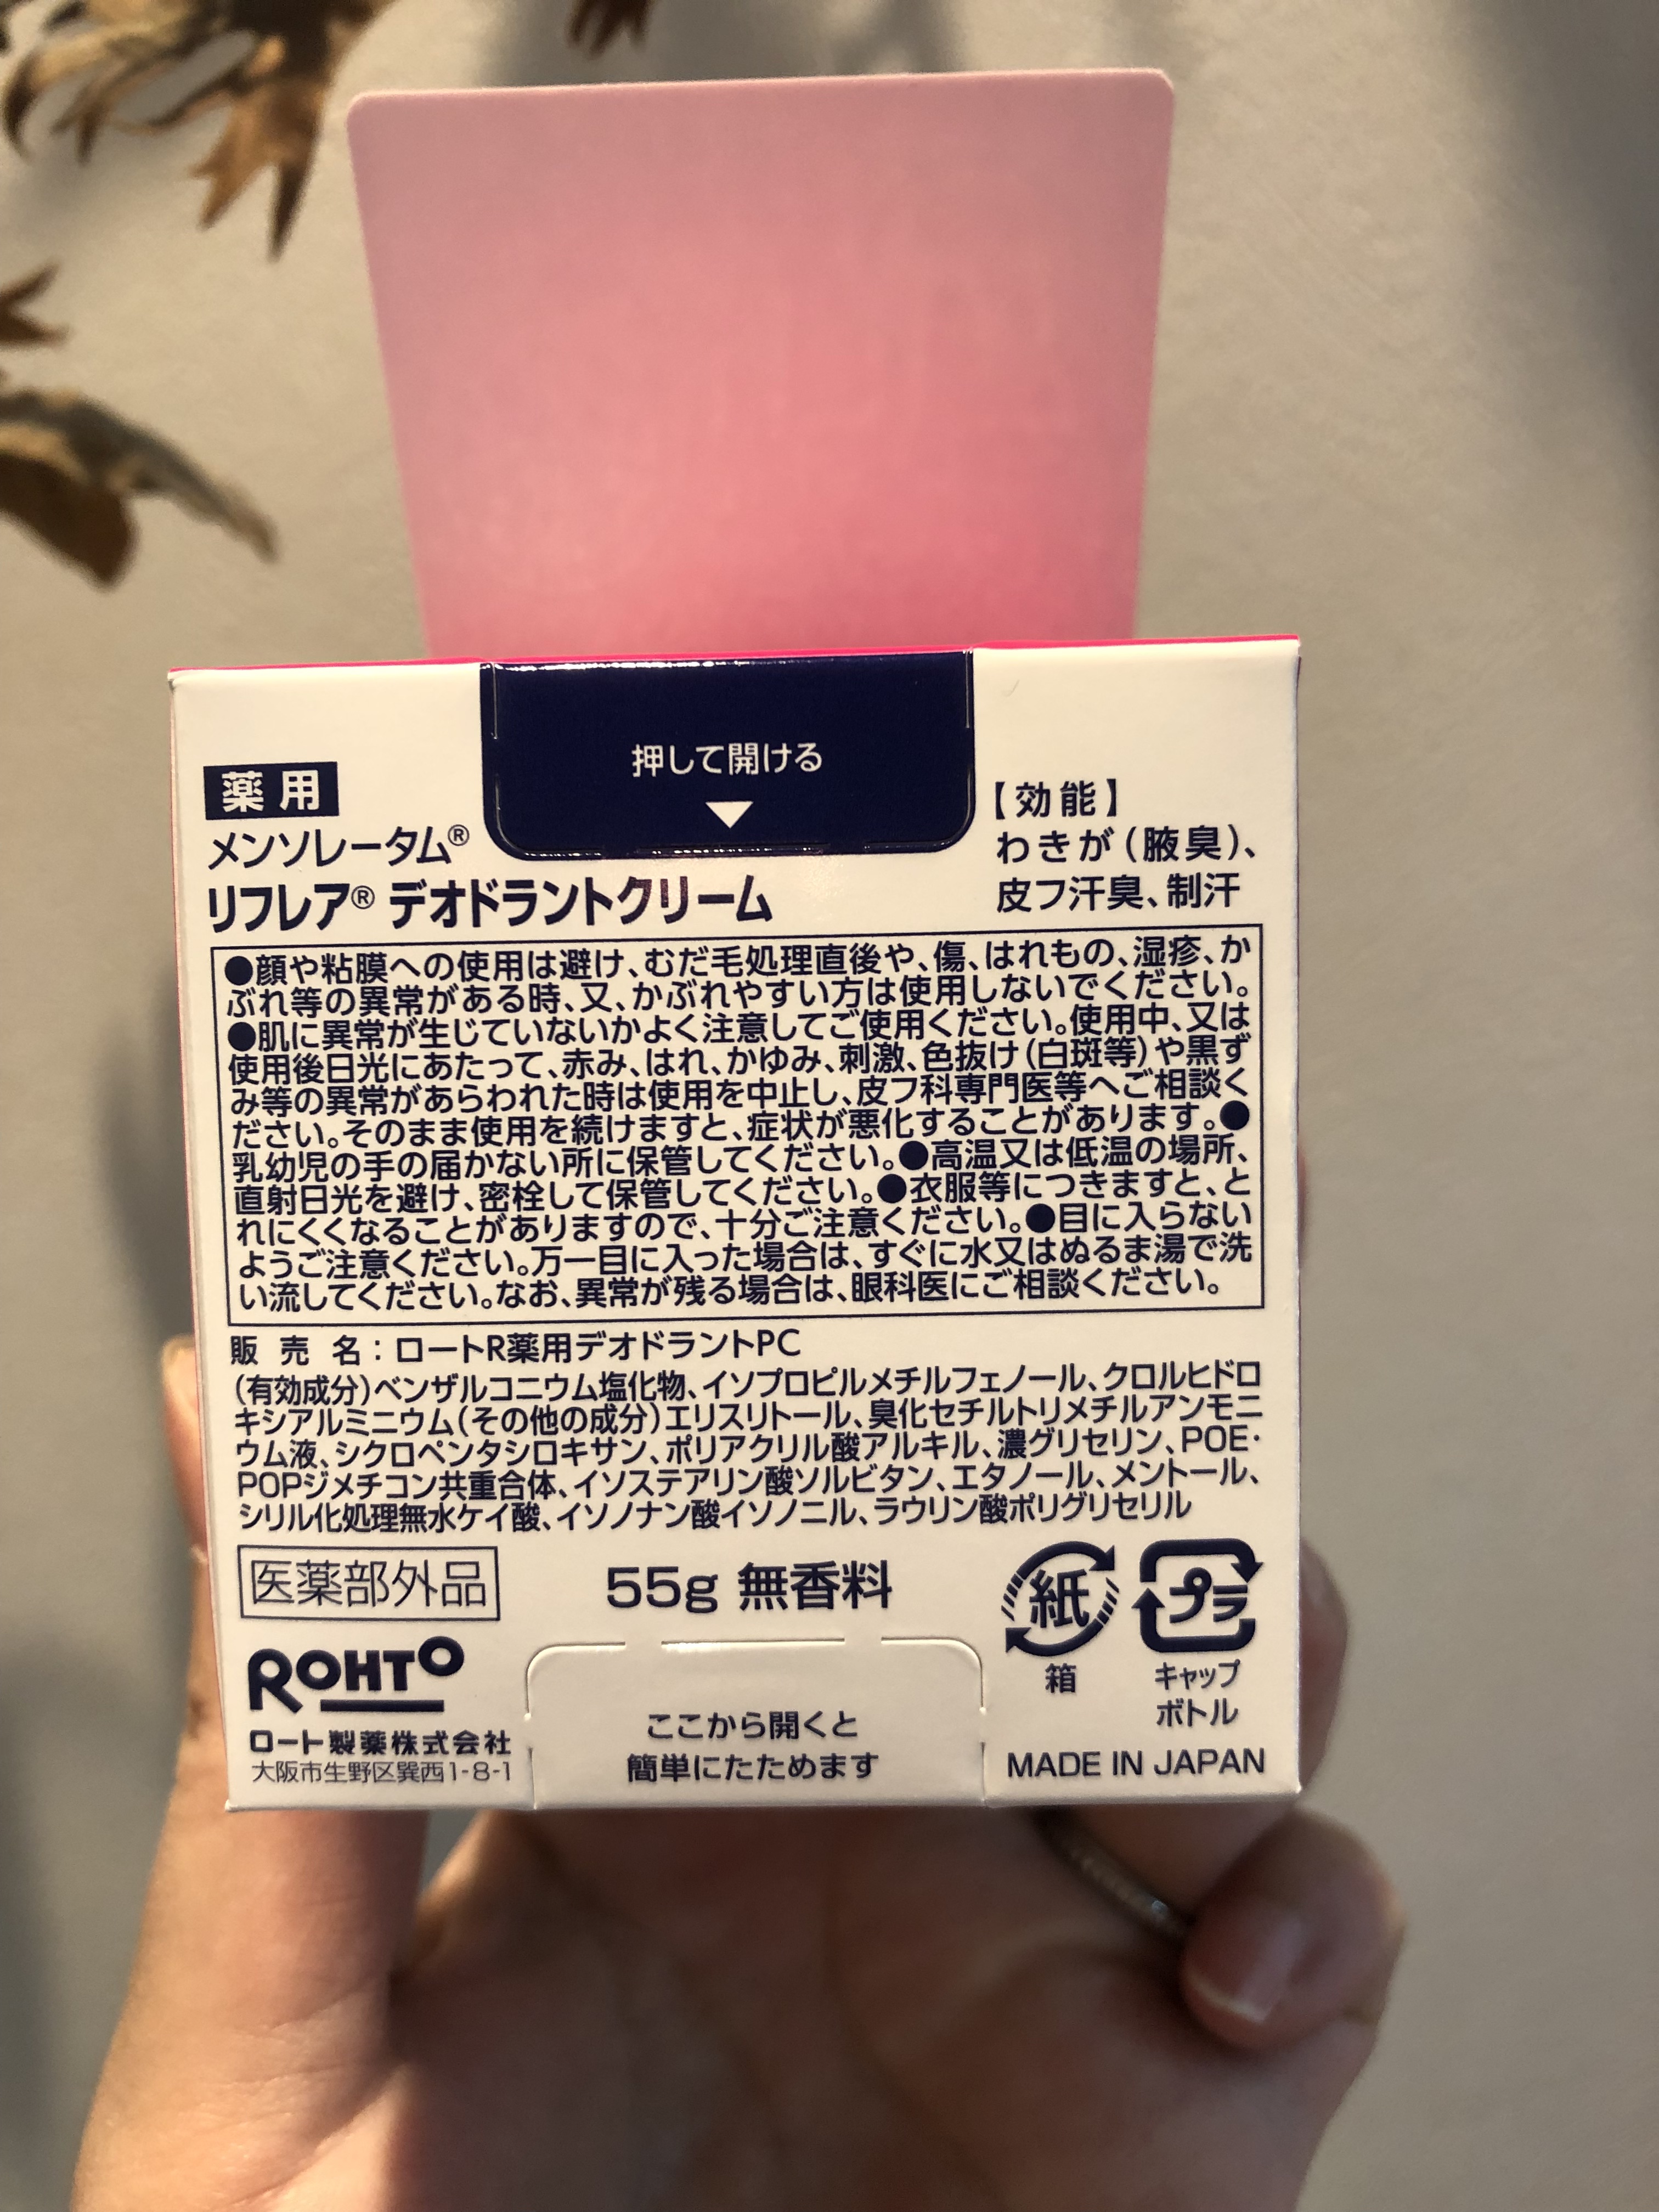 押して開ける
薬用
メンソレータム®
リフレア® デオドラントクリーム
【効能】
わきが（腋臭）、
皮フ汗臭、制汗
●顔や粘膜への使用は避け、むだ毛処理直後や、傷、はれもの、湿疹、か
ぶれ等の異常がある時、又、かぶれやすい方は使用しないでください。
●肌に異常が生じていないかよく注意してご使用ください。使用中、又は
使用後日光にあたって、赤み、はれ、かゆみ、刺激、色抜け（白斑等）や黒ず
み等の異常があらわれた時は使用を中止し、皮フ科専門医等へご相談く
ださい。そのまま使用を続けますと、症状が悪化することがあります。●
乳幼児の手の届かない所に保管してください。●高温又は低温の場所、
直射日光を避け、密栓して保管してください。●衣服等につきますと、と
れにくくなることがありますので、十分ご注意ください。●目に入らない
ようご注意ください。万一目に入った場合は、すぐに水又はぬるま湯で洗
い流してください。なお、異常が残る場合は、眼科医にご相談ください。
販売名：ロートR薬用デオドラントPC
（有効成分）ベンザルコニウム塩化物、イソプロピルメチルフェノール、クロルヒドロ
キシアルミニウム（その他の成分）エリスリトール、臭化セチルトリメチルアンモニ
ウム液、シクロペンタシロキサン、ポリアクリル酸アルキル、濃グリセリン、POE・
POPジメチコン共重合体、イソステアリン酸ソルビタン、エタノール、メントール、
シリル化処理無水ケイ酸、イソノナン酸イソノニル、ラウリン酸ポリグリセリル
医薬部外品
55g 無香料
紙
箱
プラ
キャップ
ボトル
ROHTO
ロート製薬株式会社
大阪市生野区巽西1-8-1
ここから開くと
簡単にたためます
MADE IN JAPAN